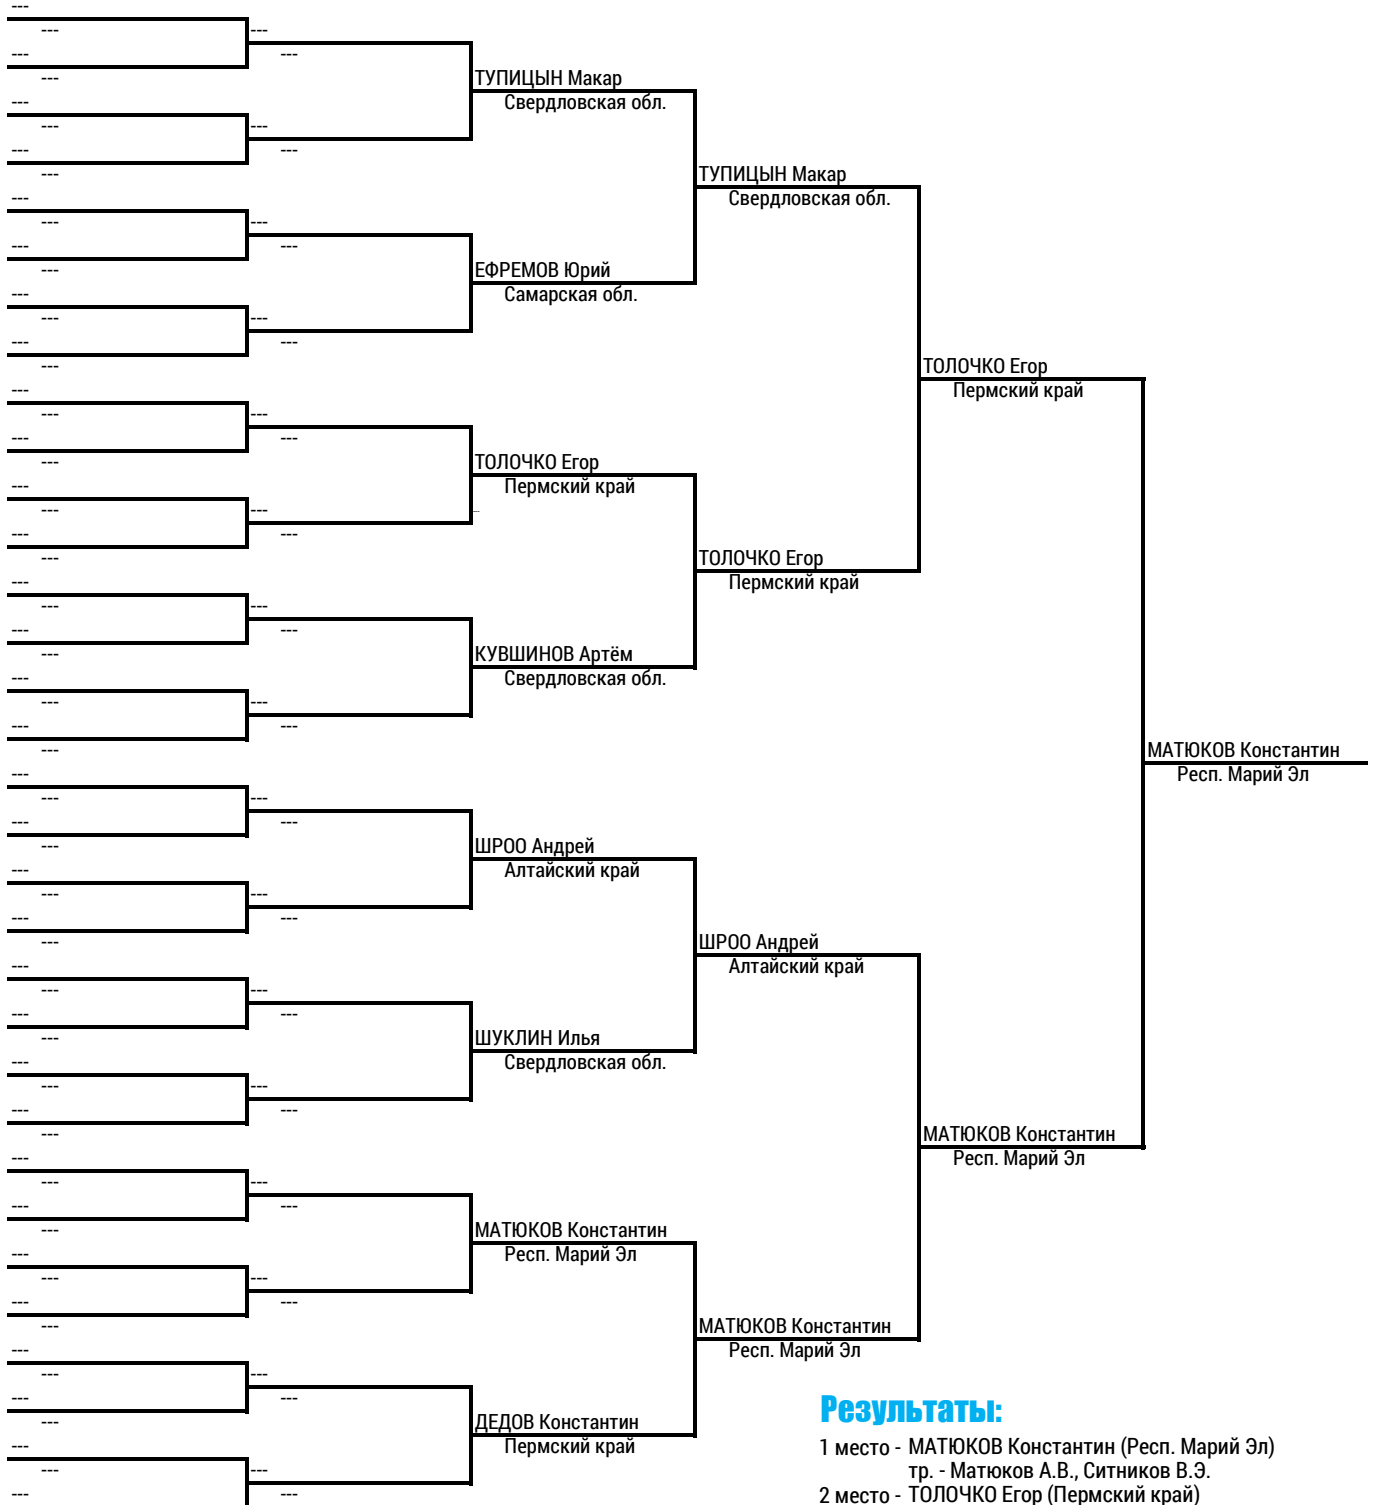 ТУПИЦЫН Макар
Свердловская обл.
ТУПИЦЫН Макар
Свердловская обл.
ЕФРЕМОВ Юрий
Самарская обл.
ТОЛОЧКО Егор
Пермский край
ТОЛОЧКО Егор
Пермский край
ТОЛОЧКО Егор
Пермский край
КУВШИНОВ Артём
Свердловская обл.
МАТЮКОВ Константин
Респ. Марий Эл
ШРОО Андрей
Алтайский край
ШРОО Андрей
Алтайский край
ШУКЛИН Илья
Свердловская обл.
МАТЮКОВ Константин
Респ. Марий Эл
МАТЮКОВ Константин
Респ. Марий Эл
МАТЮКОВ Константин
Респ. Марий Эл
ДЕДОВ Константин
Пермский край
Результаты:
1 место - МАТЮКОВ Константин (Респ. Марий Эл)
тр. - Матюков А.В., Ситников В.Э.
2 место - ТОЛОЧКО Егор (Пермский край)